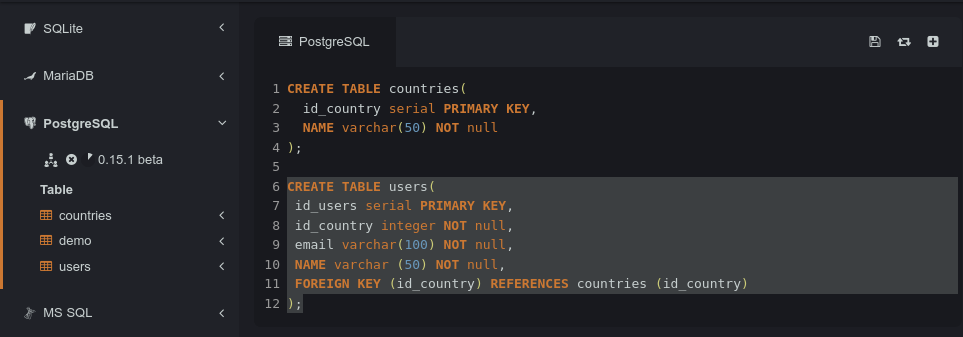 SQLite
MariaDB
PostgreSQL
0.15.1 beta
Table
countries
demo
users
MS SQL
PostgreSQL
1 CREATE TABLE countries(
2   id_country serial PRIMARY KEY,
3   NAME varchar(50) NOT null
4 );
5
6 CREATE TABLE users(
7  id_users serial PRIMARY KEY,
8  id_country integer NOT null,
9  email varchar(100) NOT null,
10  NAME varchar (50) NOT null,
11  FOREIGN KEY (id_country) REFERENCES countries (id_country)
12 );